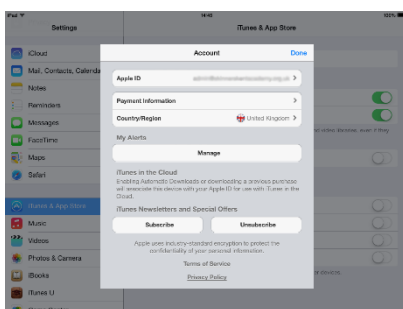 iPad
14:43
100%
Settings
iTunes & App Store
iCloud
Mail, Contacts, Calenda
Notes
Reminders
Messages
FaceTime
Maps
Safari
iTunes & App Store
Music
Videos
Photos & Camera
iBooks
iTunes U
Account
Done
Apple ID
Payment Information
Country/Region
United Kingdom
My Alerts
Manage
iTunes in the Cloud
Enabling Automatic Downloads or downloading a previous purchase
will associate this device with your Apple ID for use with iTunes in the
Cloud.
iTunes Newsletters and Special Offers
Subscribe
Unsubscribe
Apple uses industry-standard encryption to protect the
confidentiality of your personal information.
Terms of Service
Privacy Policy